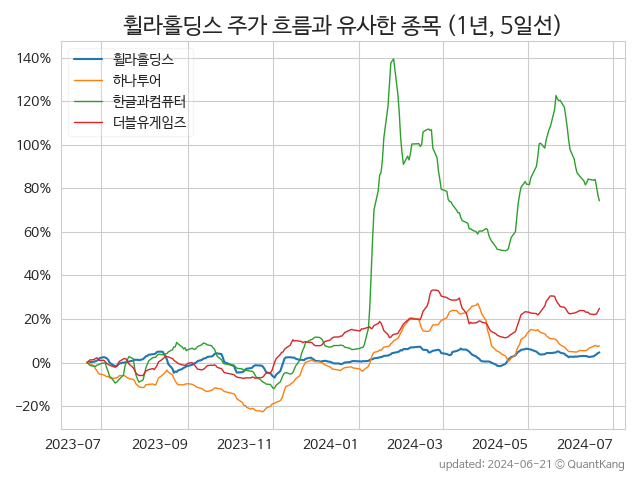 휠라홀딩스 주가 흐름과 유사한 종목 (1년, 5일선)
휠라홀딩스
하나투어
한글과컴퓨터
더블유게임즈
140%
120%
100%
80%
60%
40%
20%
0%
−20%
2023-07 2023-09 2023-11 2024-01 2024-03 2024-05 2024-07
updated: 2024-06-21 © QuantKang